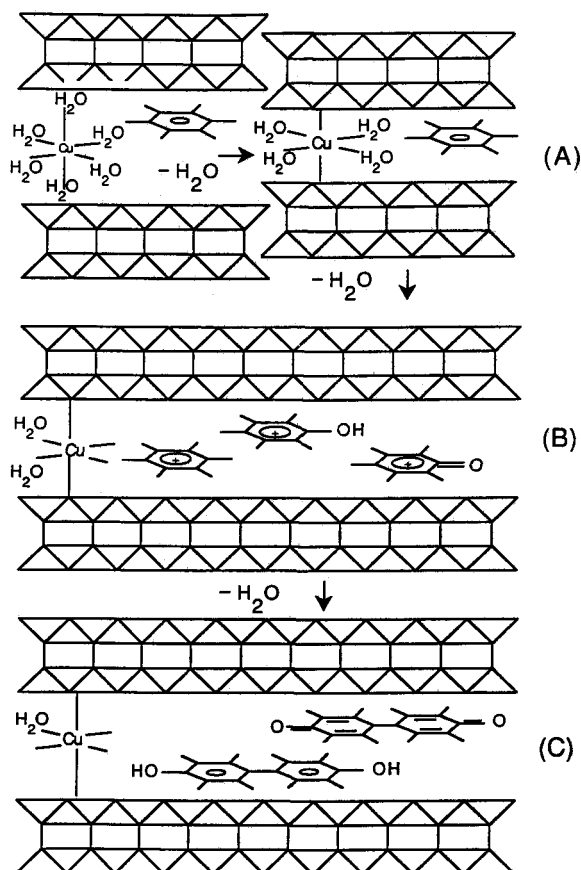 H₂O
H₂O H₂O
Cu
H₂O H₂O
H₂O
– H₂O
H₂O H₂O
Cu
H₂O H₂O
(A)
– H₂O
H₂O
Cu
H₂O
+
+ OH
+ O
(B)
– H₂O
H₂O
Cu
O O
HO OH
(C)